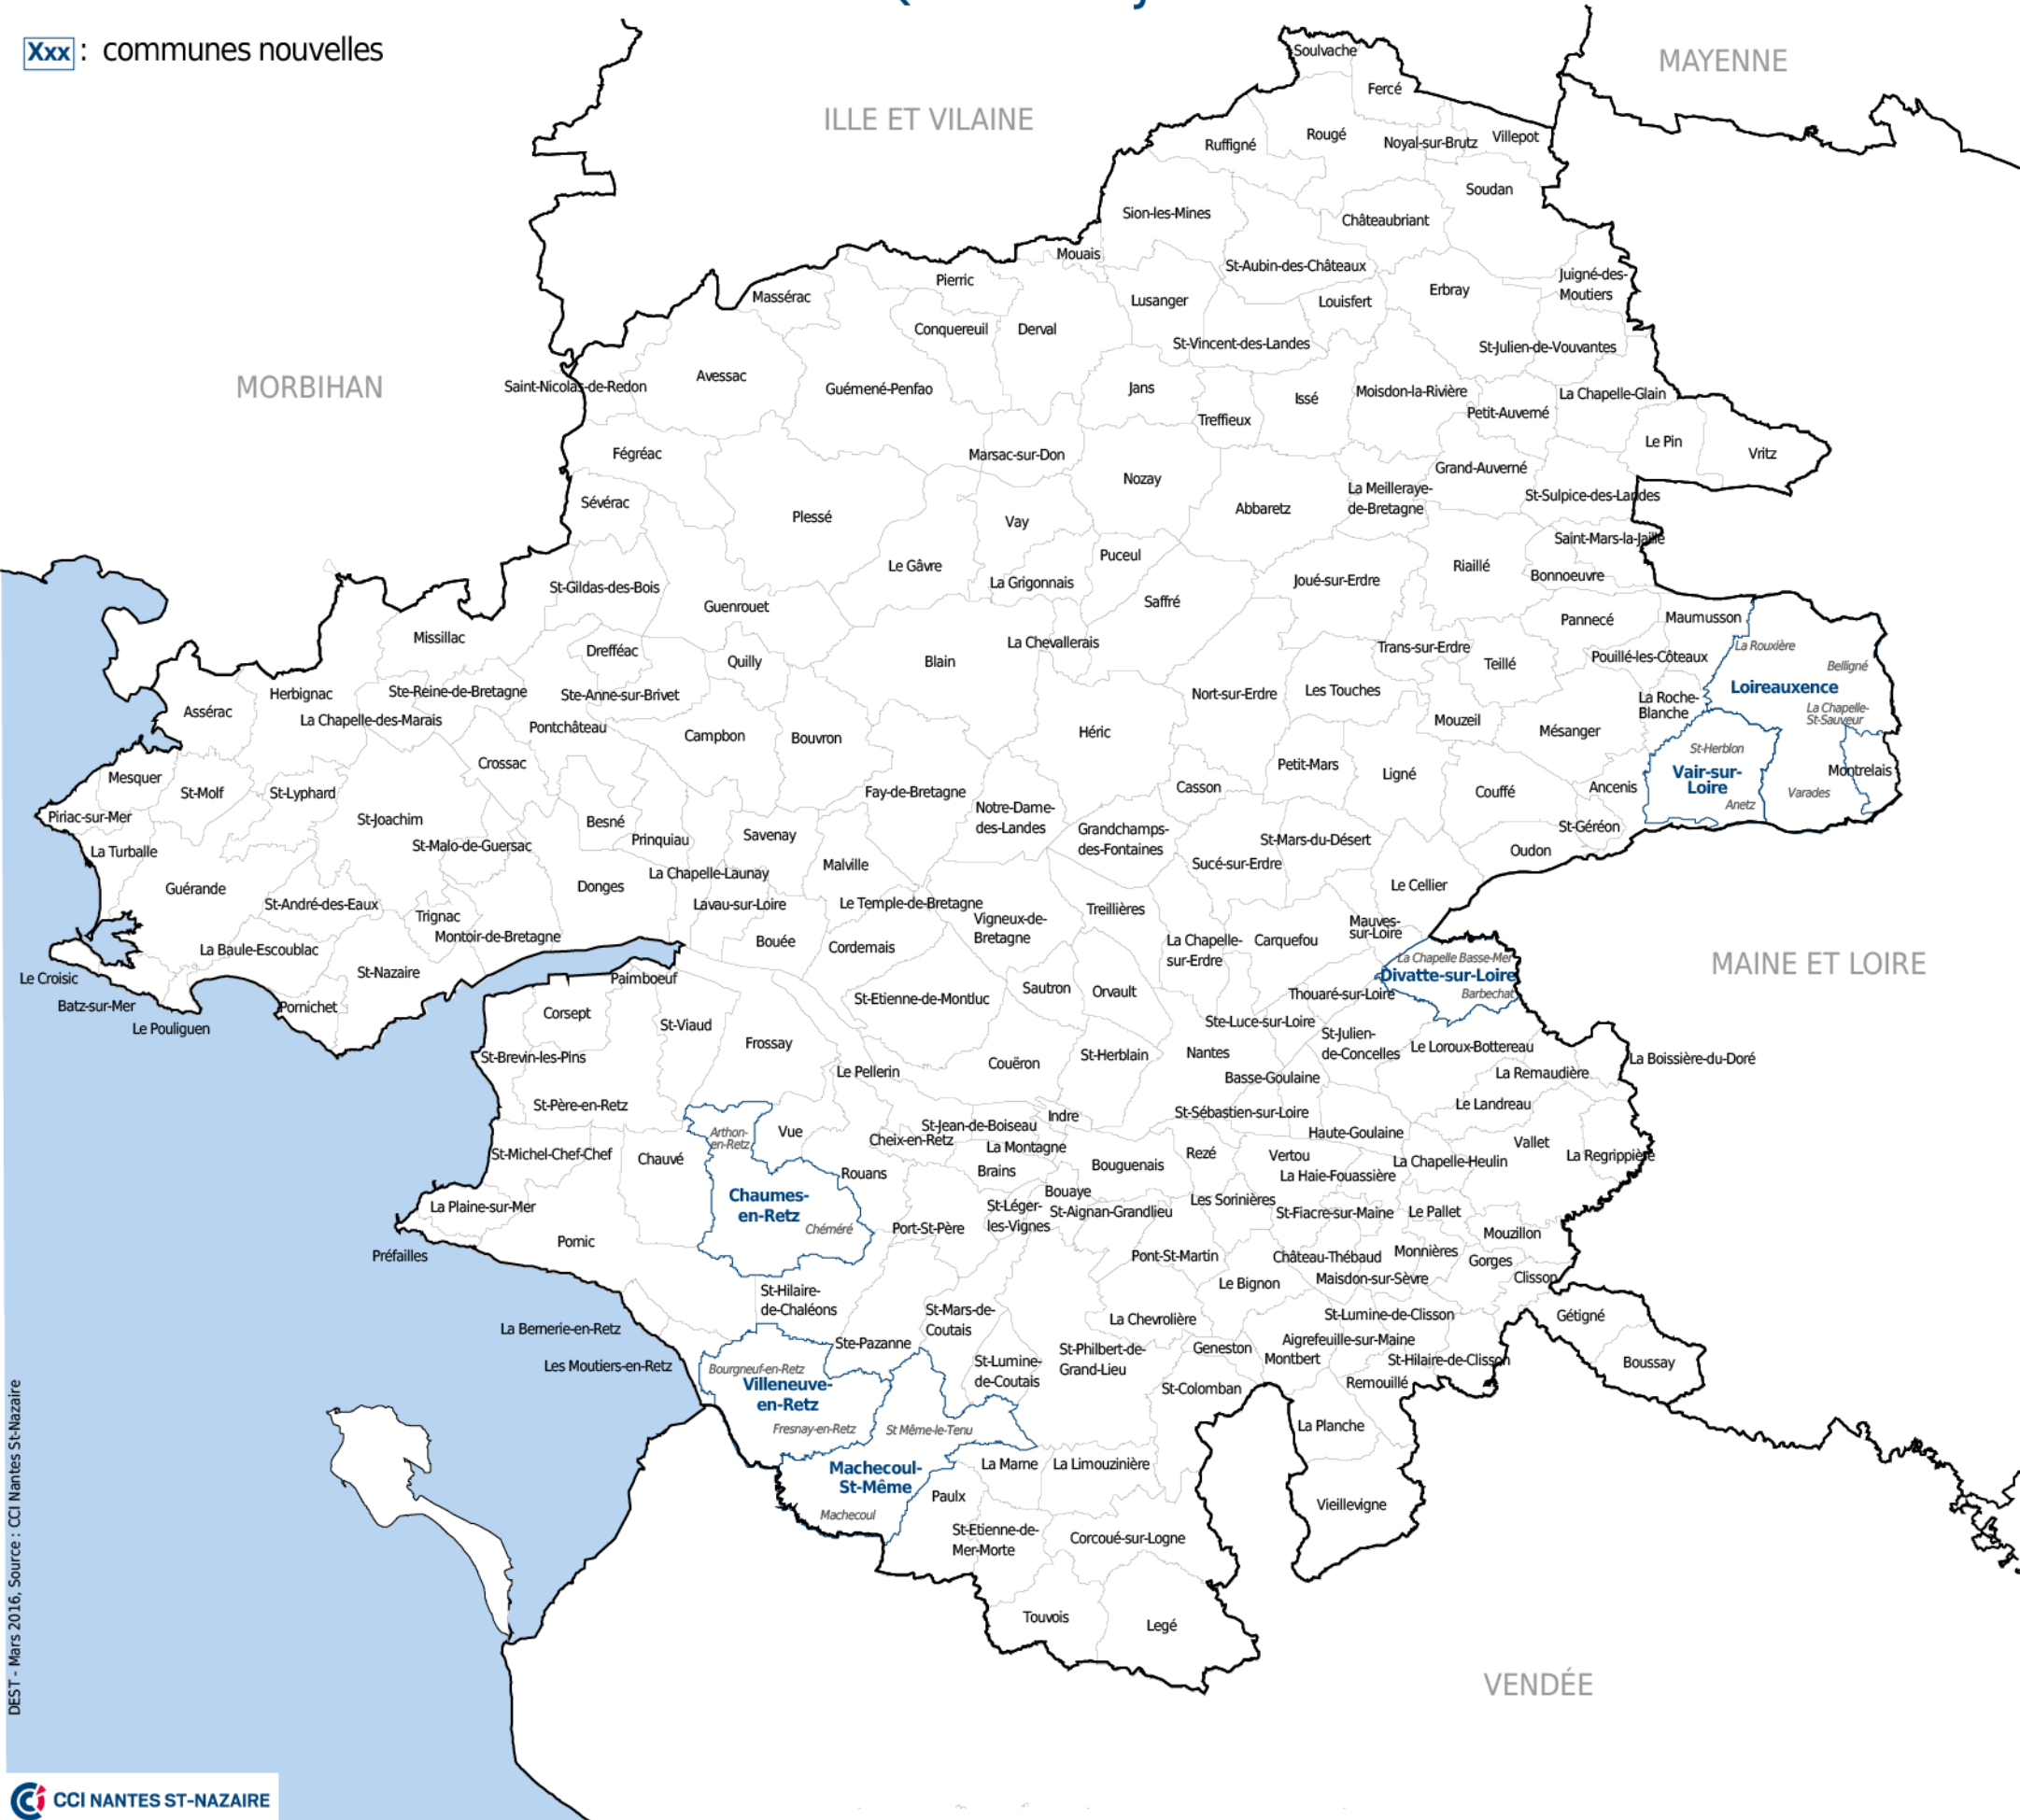 Xxx : communes nouvelles
MAYENNE
ILLE ET VILAINE
MORBIHAN
MAINE ET LOIRE
VENDÉE
Soulvache
Fercé
Rougé
Ruffigné
Noyal-sur-Brutz
Villepot
Soudan
Sion-les-Mines
Châteaubriant
Mouais
St-Aubin-des-Châteaux
Pierric
Massérac
Lusanger
Louisfert
Erbray
Juigné-des-
Moutiers
Conquereuil
Derval
St-Vincent-des-Landes
St-Julien-de-Vouvantes
Saint-Nicolas-de-Redon
Avessac
Guémené-Penfao
Jans
Issé
Moisdon-la-Rivière
La Chapelle-Glain
Treffieux
Petit-Auverné
Le Pin
Vritz
Fégréac
Marsac-sur-Don
Nozay
Grand-Auverné
Sévérac
Plessé
Vay
Abbaretz
La Meilleraye-
de-Bretagne
St-Sulpice-des-Landes
Saint-Mars-la-Jaille
Puceul
Le Gâvre
La Grigonnais
Joué-sur-Erdre
Riaillé
Bonnoeuvre
St-Gildas-des-Bois
Guenrouet
Saffré
Pannecé
Maumusson
Missillac
Drefféac
Quilly
Blain
La Chevallerais
Trans-sur-Erdre
Teillé
Pouillé-les-Côteaux
La Rouxière
Belligné
Loireauxence
La Chapelle-
St-Sauveur
Assérac
Herbignac
Ste-Reine-de-Bretagne
Ste-Anne-sur-Brivet
Nort-sur-Erdre
Les Touches
La Roche-
Blanche
La Chapelle-des-Marais
Pontchâteau
Campbon
Bouvron
Héric
Mouzeil
Mésanger
St-Herblon
Vair-sur-
Loire
Anetz
Montrelais
Varades
Mesquer
St-Molf
St-Lyphard
Crossac
Fay-de-Bretagne
Casson
Petit-Mars
Ligné
Couffé
Ancenis
Piriac-sur-Mer
St-Joachim
Besné
Notre-Dame-
des-Landes
Grandchamps-
des-Fontaines
St-Géréon
La Turballe
St-Malo-de-Guersac
Prinquiau
Savenay
St-Mars-du-Désert
Oudon
Malville
Sucé-sur-Erdre
Guérande
Donges
La Chapelle-Launay
Le Cellier
St-André-des-Eaux
Trignac
Lavau-sur-Loire
Le Temple-de-Bretagne
Vigneux-de-
Bretagne
Treillières
Mauves-
sur-Loire
La Baule-Escoublac
Montoir-de-Bretagne
Bouée
Cordemais
La Chapelle-
sur-Erdre
Carquefou
La Chapelle Basse-Mer
Divatte-sur-Loire
Barbechat
Le Croisic
St-Nazaire
Paimboeuf
Batz-sur-Mer
Pornichet
Le Pouliguen
Corsept
St-Viaud
St-Etienne-de-Montluc
Sautron
Orvault
Thouaré-sur-Loire
Ste-Luce-sur-Loire
St-Julien-
de-Concelles
Le Loroux-Bottereau
La Boissière-du-Doré
St-Brevin-les-Pins
Frossay
Le Pellerin
Couëron
St-Herblain
Nantes
Basse-Goulaine
La Remaudière
St-Père-en-Retz
Vue
St-Jean-de-Boiseau
Indre
St-Sébastien-sur-Loire
Le Landreau
Arthon-
en-Retz
Cheix-en-Retz
La Montagne
Haute-Goulaine
Vallet
La Regrippière
St-Michel-Chef-Chef
Chauvé
Rouans
Brains
Bouguenais
Rezé
Vertou
La Haie-Fouassière
La Chapelle-Heulin
Chaumes-
en-Retz
Chéméré
La Plaine-sur-Mer
Port-St-Père
St-Léger-
les-Vignes
Bouaye
St-Aignan-Grandlieu
Les Sorinières
St-Fiacre-sur-Maine
Le Pallet
Mouzillon
Préfailles
Pornic
Pont-St-Martin
Château-Thébaud
Monnières
Gorges
Clisson
Le Bignon
Maisdon-sur-Sèvre
St-Hilaire-
de-Chaléons
St-Mars-de-
Coutais
La Chevrolière
St-Lumine-de-Clisson
Gétigné
La Bernerie-en-Retz
Ste-Pazanne
Geneston
Aigrefeuille-sur-Maine
Montbert
St-Hilaire-de-Clisson
Boussay
Les Moutiers-en-Retz
Bourgneuf-en-Retz
Villeneuve-
en-Retz
Fresnay-en-Retz
St-Lumine-
de-Coutais
St-Philbert-de-
Grand-Lieu
St-Colomban
Remouillé
St Même-le-Tenu
La Planche
Machecoul-
St-Même
Machecoul
La Marne
La Limouzinière
Paulx
Vieillevigne
St-Etienne-de-
Mer-Morte
Corcoué-sur-Logne
Touvois
Legé
DEST - Mars 2016, Source : CCI Nantes St-Nazaire
CCI NANTES ST-NAZAIRE